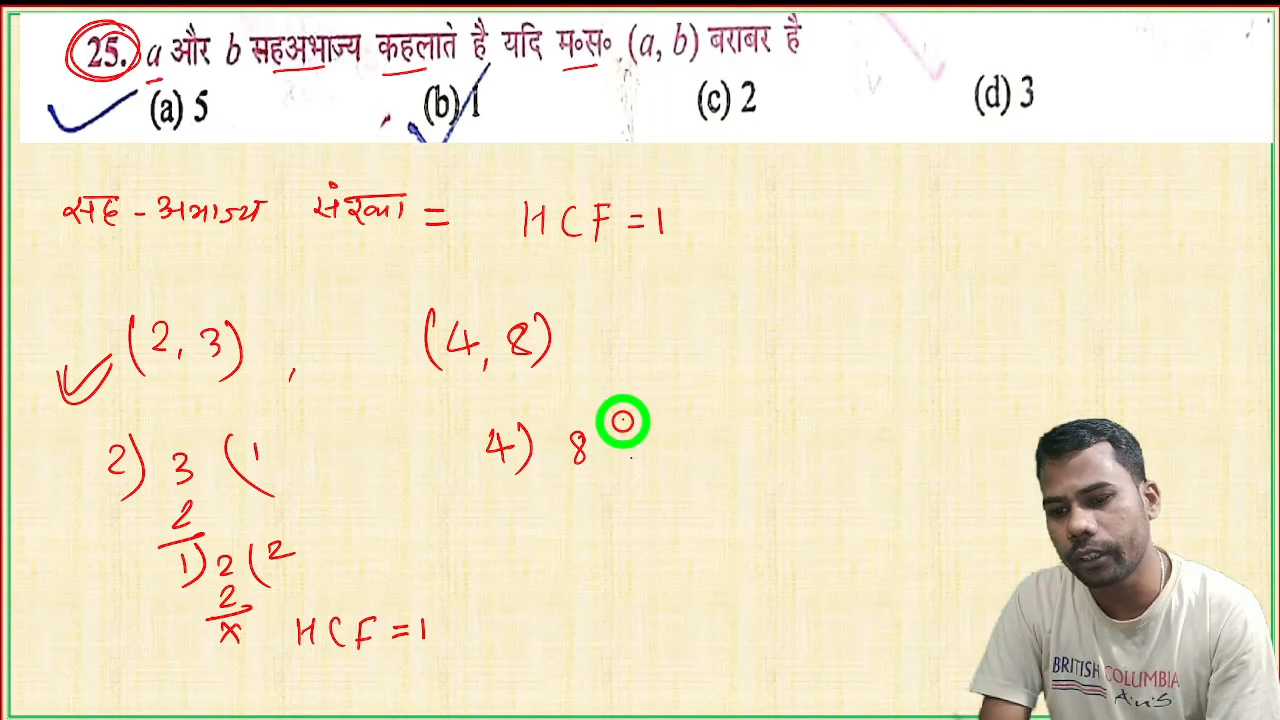 25. a और b सहअभाज्य कहलाते है यदि म॰स॰ (a, b) बराबर है
(a) 5 (b) 1 (c) 2 (d) 3
सह - अभाज्य संख्या = HCF = 1
(2, 3) , (4, 8)
2) 3 (1
2
1) 2 (2
2
x
HCF = 1
4) 8
BRITISH COLUMBIA